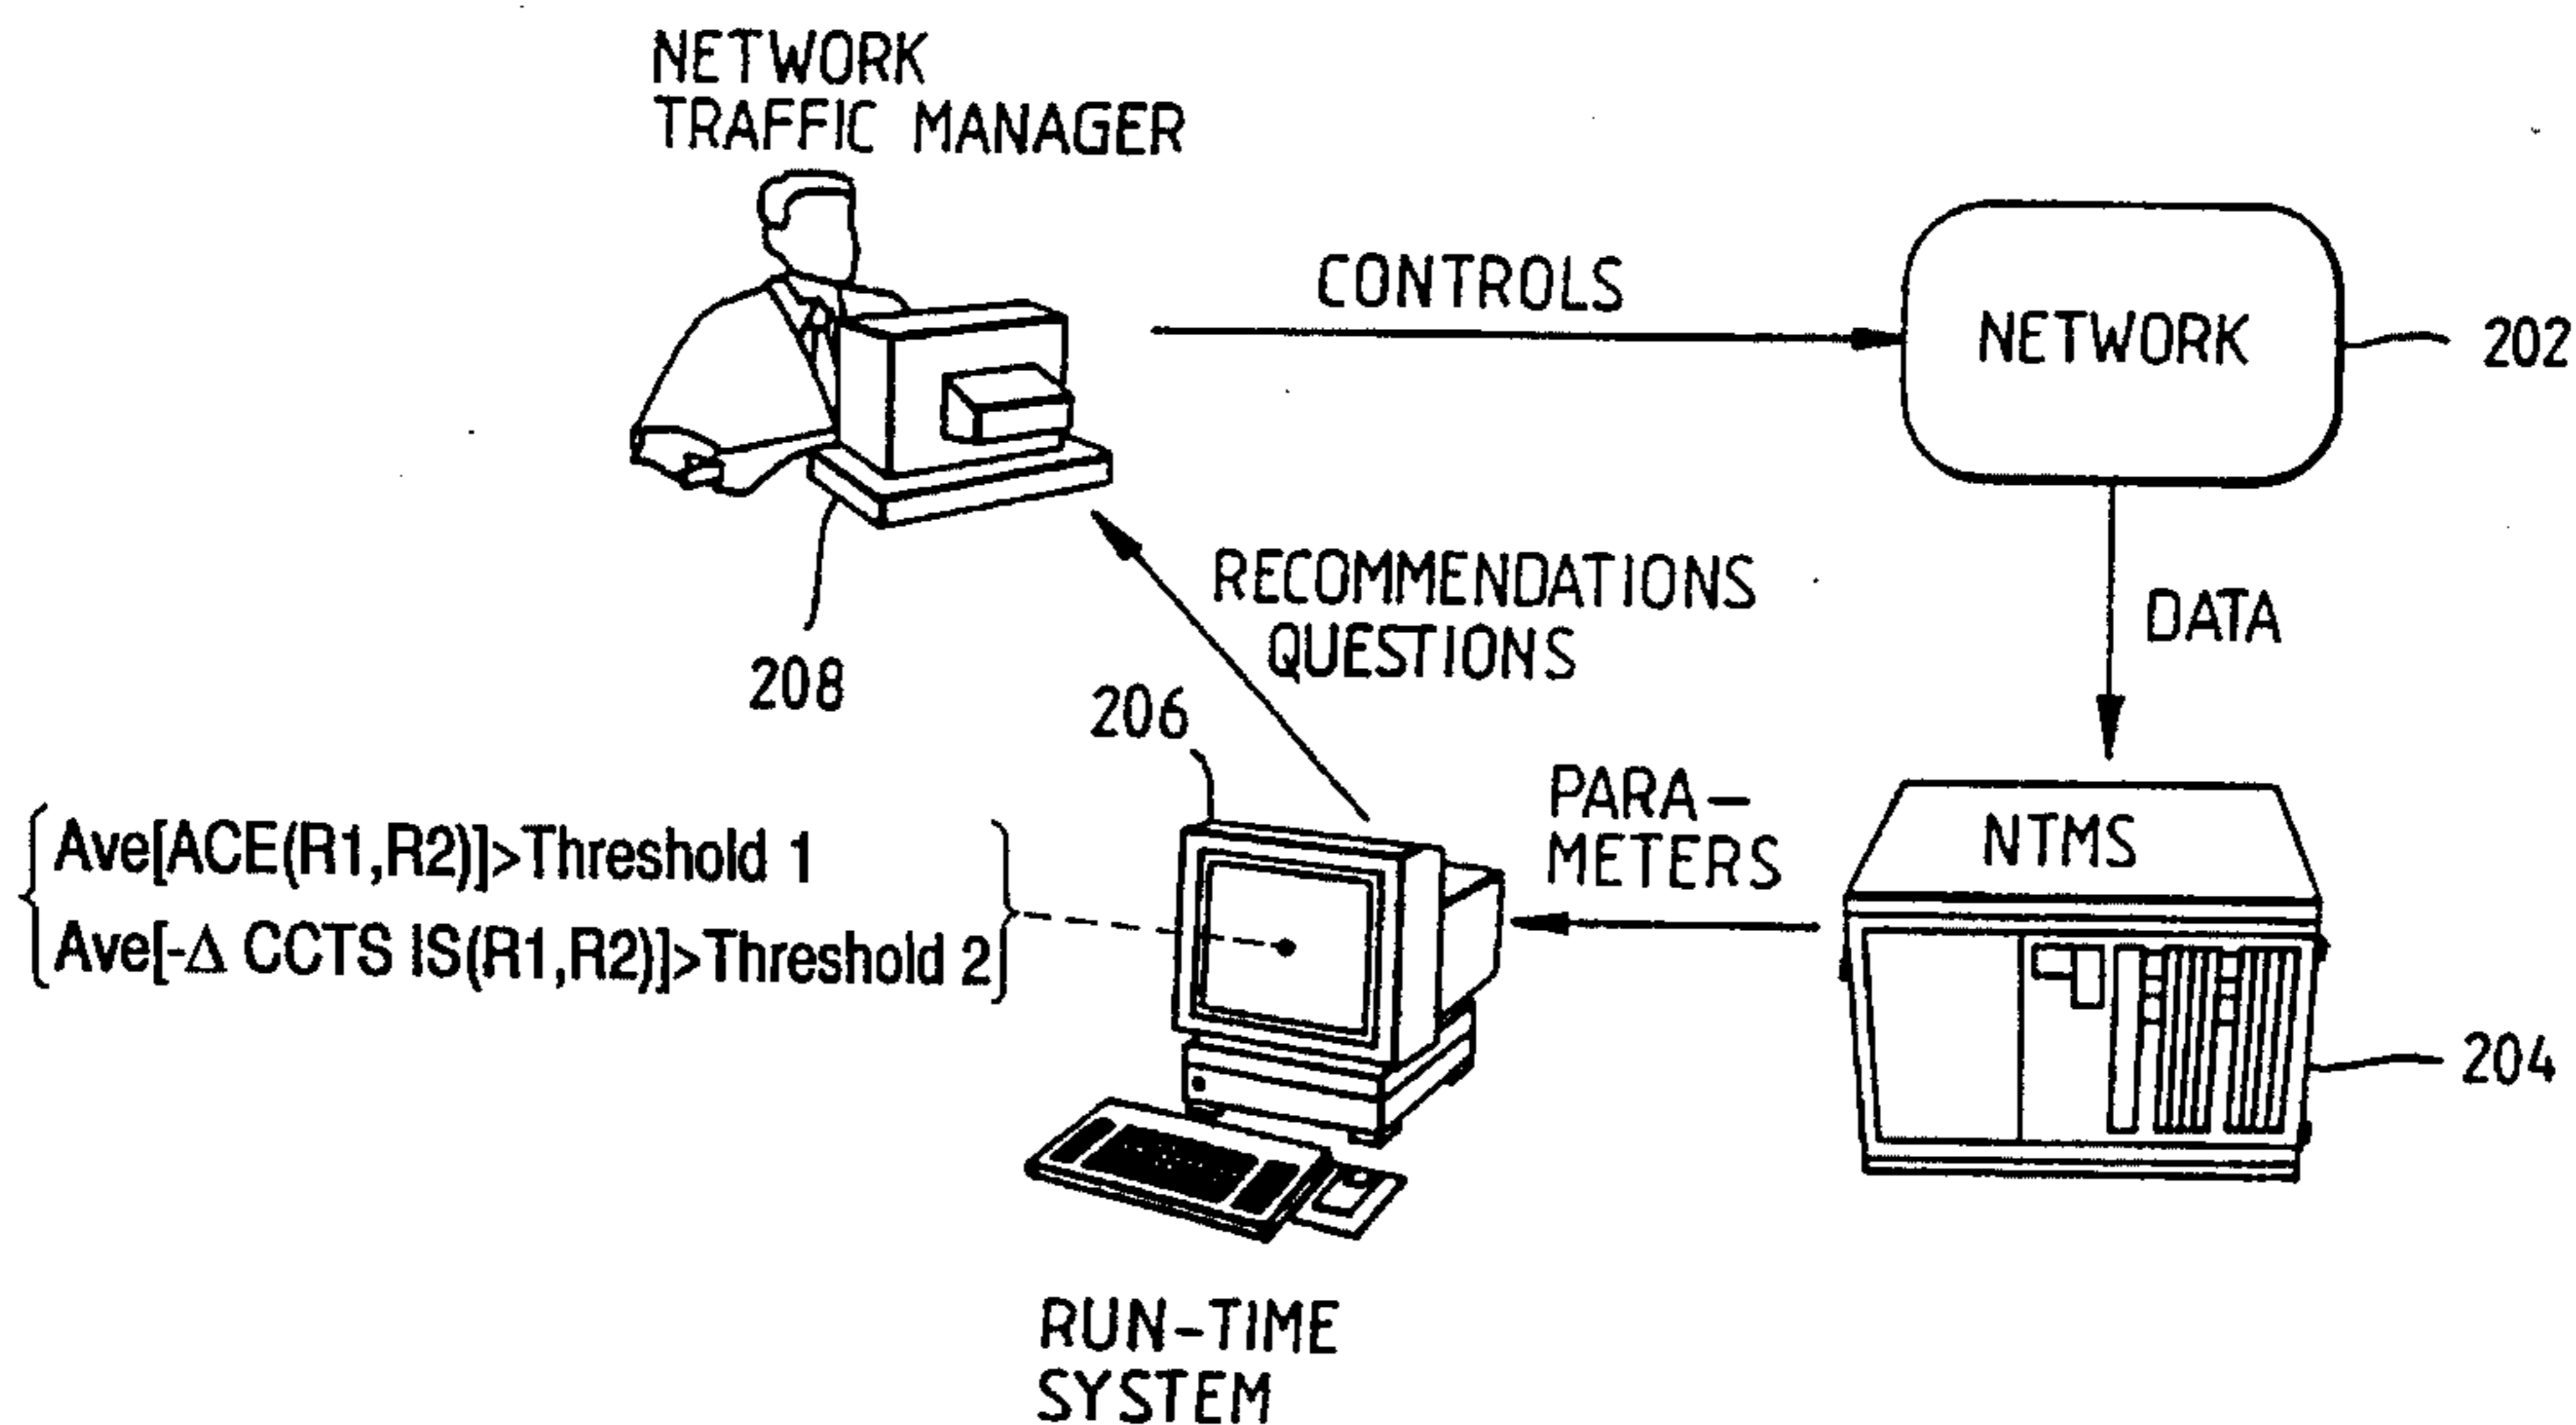 NETWORK
TRAFFIC MANAGER
CONTROLS
NETWORK
202
RECOMMENDATIONS
QUESTIONS
DATA
208
206
PARA-
METERS
NTMS
Ave[ACE(R1,R2)]>Threshold 1
Ave[-Δ CCTS IS(R1,R2)]>Threshold 2
204
RUN-TIME
SYSTEM